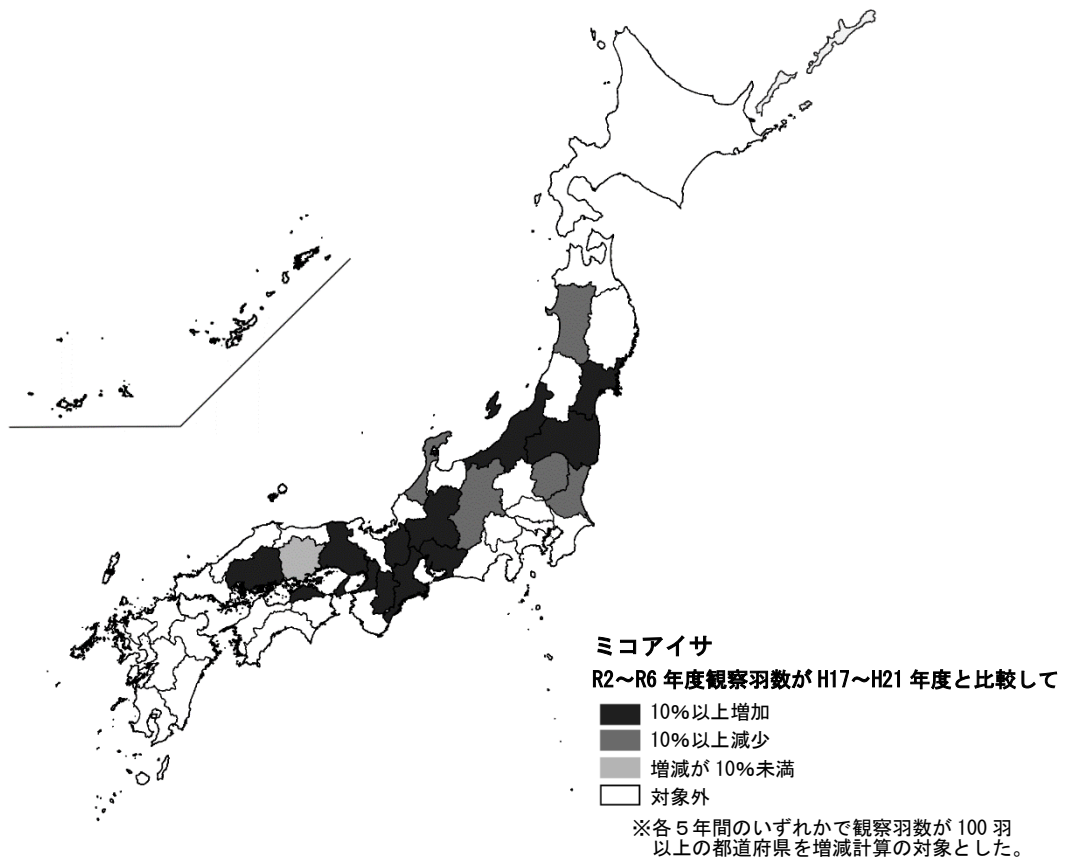 ミコアイサ
R2～R6 年度観察羽数が H17～H21 年度と比較して
10%以上増加
10%以上減少
増減が 10%未満
対象外
※各５年間のいずれかで観察羽数が 100 羽
以上の都道府県を増減計算の対象とした。